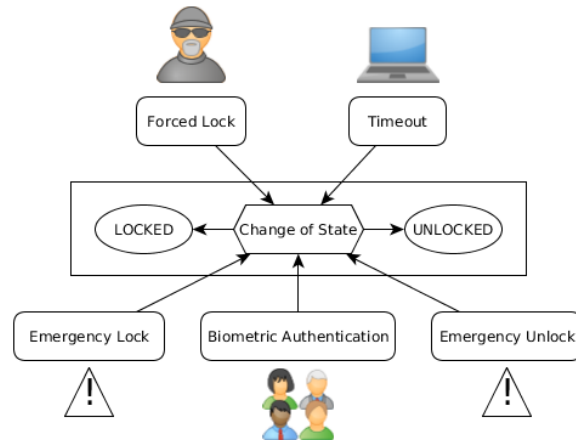 Forced Lock
Timeout
LOCKED
Change of State
UNLOCKED
Emergency Lock
Biometric Authentication
Emergency Unlock
!
!